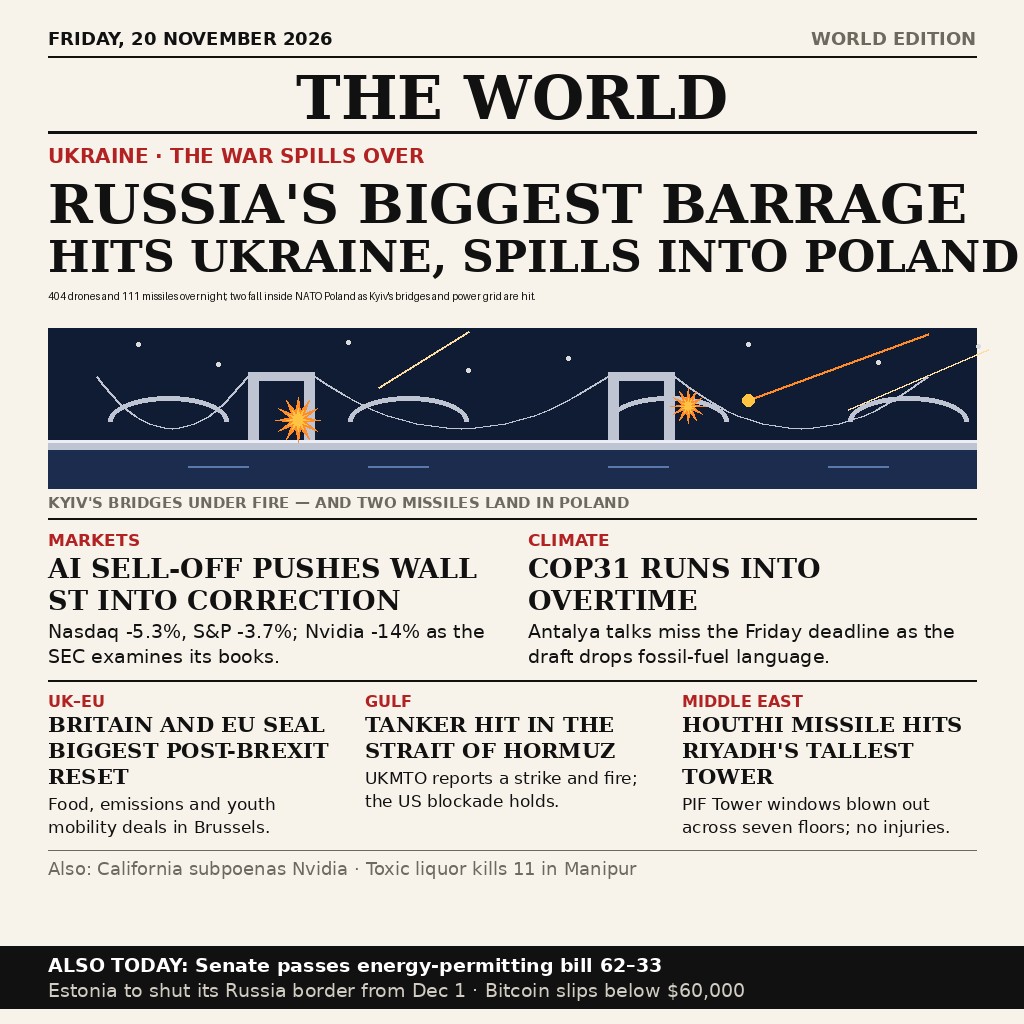 FRIDAY, 20 NOVEMBER 2026
WORLD EDITION
THE WORLD
UKRAINE · THE WAR SPILLS OVER
RUSSIA'S BIGGEST BARRAGE
HITS UKRAINE, SPILLS INTO POLAND
404 drones and 111 missiles overnight; two fall inside NATO Poland as Kyiv's bridges and power grid are hit.
KYIV'S BRIDGES UNDER FIRE — AND TWO MISSILES LAND IN POLAND
MARKETS
AI SELL-OFF PUSHES WALL
ST INTO CORRECTION
Nasdaq -5.3%, S&P -3.7%; Nvidia -14% as the
SEC examines its books.
CLIMATE
COP31 RUNS INTO
OVERTIME
Antalya talks miss the Friday deadline as the
draft drops fossil-fuel language.
UK–EU
BRITAIN AND EU SEAL
BIGGEST POST-BREXIT
RESET
Food, emissions and youth
mobility deals in Brussels.
GULF
TANKER HIT IN THE
STRAIT OF HORMUZ
UKMTO reports a strike and fire;
the US blockade holds.
MIDDLE EAST
HOUTHI MISSILE HITS
RIYADH'S TALLEST
TOWER
PIF Tower windows blown out
across seven floors; no injuries.
Also: California subpoenas Nvidia · Toxic liquor kills 11 in Manipur
ALSO TODAY: Senate passes energy-permitting bill 62–33
Estonia to shut its Russia border from Dec 1 · Bitcoin slips below $60,000